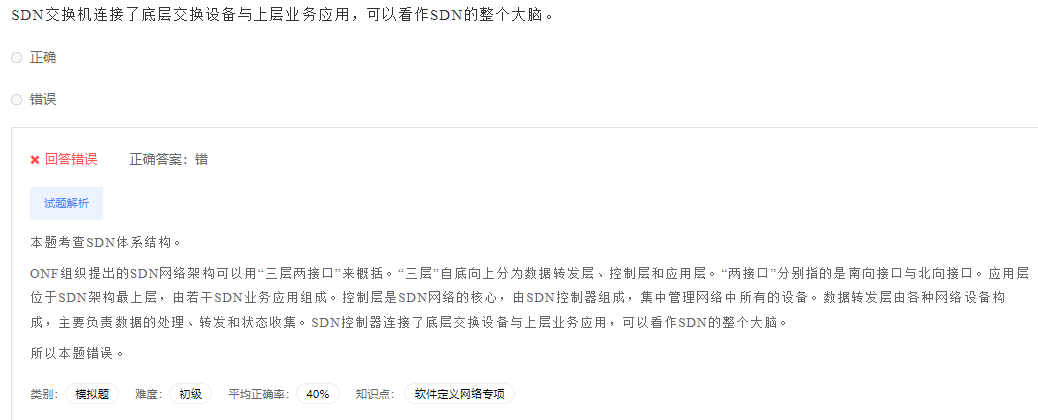 SDN交换机连接了底层交换设备与上层业务应用，可以看作SDN的整个大脑。
正确
错误
✖ 回答错误 正确答案：错
试题解析
本题考查SDN体系结构。
ONF组织提出的SDN网络架构可以用“三层两接口”来概括。“三层”自底向上分为数据转发层、控制层和应用层。“两接口”分别指的是南向接口与北向接口。应用层
位于SDN架构最上层，由若干SDN业务应用组成。控制层是SDN网络的核心，由SDN控制器组成，集中管理网络中所有的设备。数据转发层由各种网络设备构
成，主要负责数据的处理、转发和状态收集。SDN控制器连接了底层交换设备与上层业务应用，可以看作SDN的整个大脑。
所以本题错误。
类别： 模拟题 难度： 初级 平均正确率： 40% 知识点： 软件定义网络专项